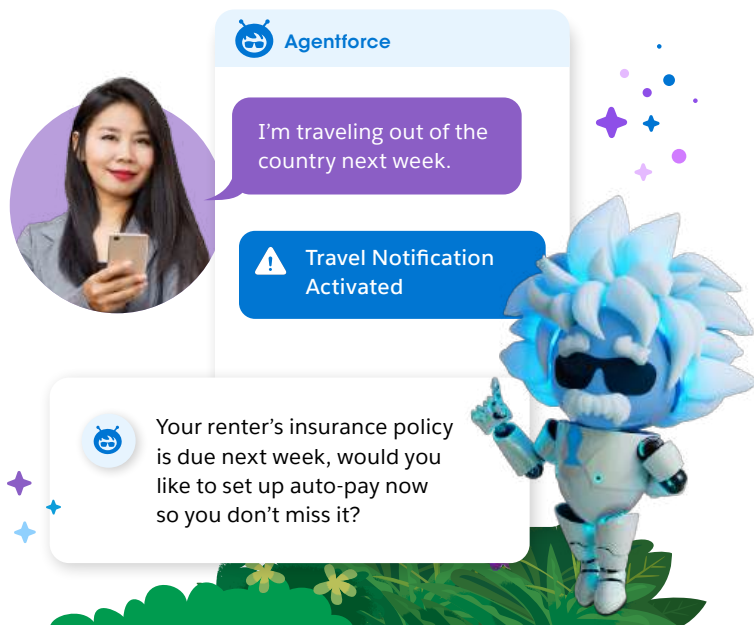 Agentforce
I’m traveling out of the
country next week.
Travel Notification
Activated
Your renter’s insurance policy
is due next week, would you
like to set up auto-pay now
so you don’t miss it?